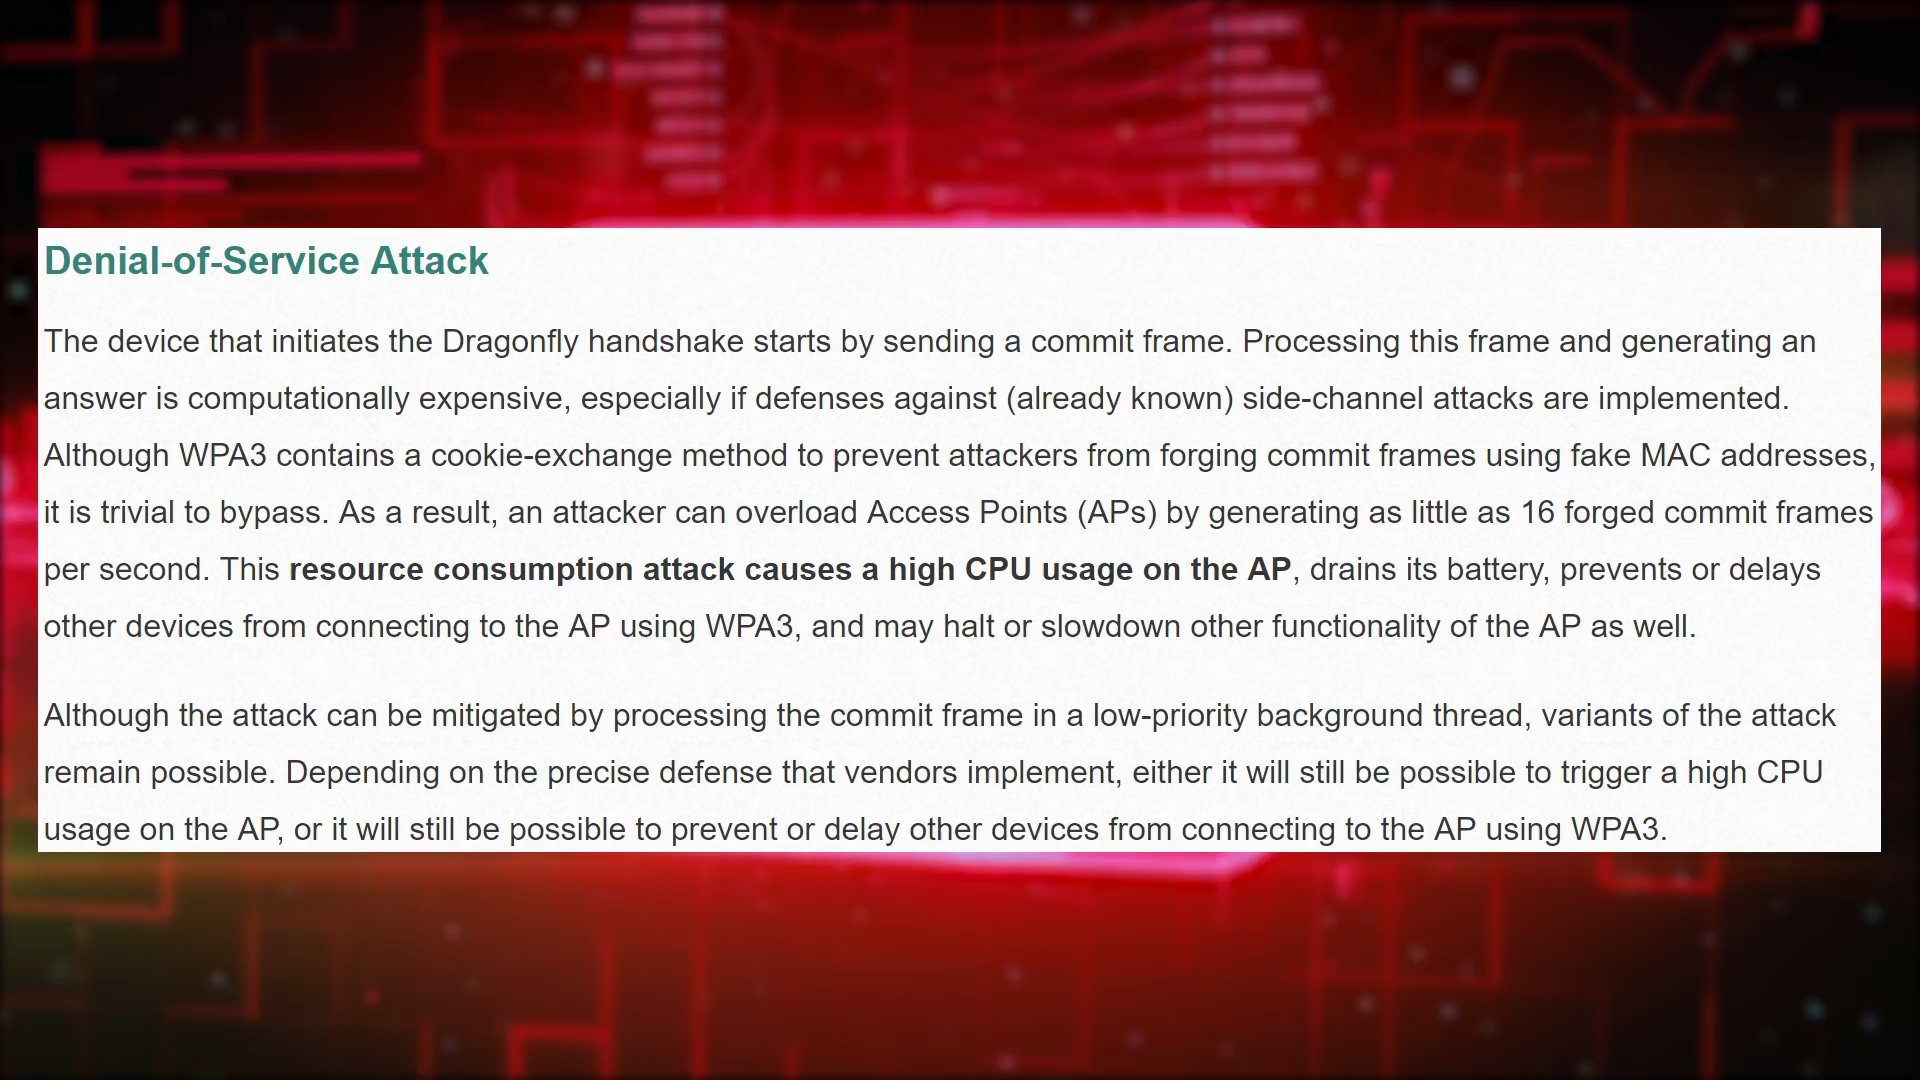 Denial-of-Service Attack
The device that initiates the Dragonfly handshake starts by sending a commit frame. Processing this frame and generating an
answer is computationally expensive, especially if defenses against (already known) side-channel attacks are implemented.
Although WPA3 contains a cookie-exchange method to prevent attackers from forging commit frames using fake MAC addresses,
it is trivial to bypass. As a result, an attacker can overload Access Points (APs) by generating as little as 16 forged commit frames
per second. This resource consumption attack causes a high CPU usage on the AP, drains its battery, prevents or delays
other devices from connecting to the AP using WPA3, and may halt or slowdown other functionality of the AP as well.
Although the attack can be mitigated by processing the commit frame in a low-priority background thread, variants of the attack
remain possible. Depending on the precise defense that vendors implement, either it will still be possible to trigger a high CPU
usage on the AP, or it will still be possible to prevent or delay other devices from connecting to the AP using WPA3.